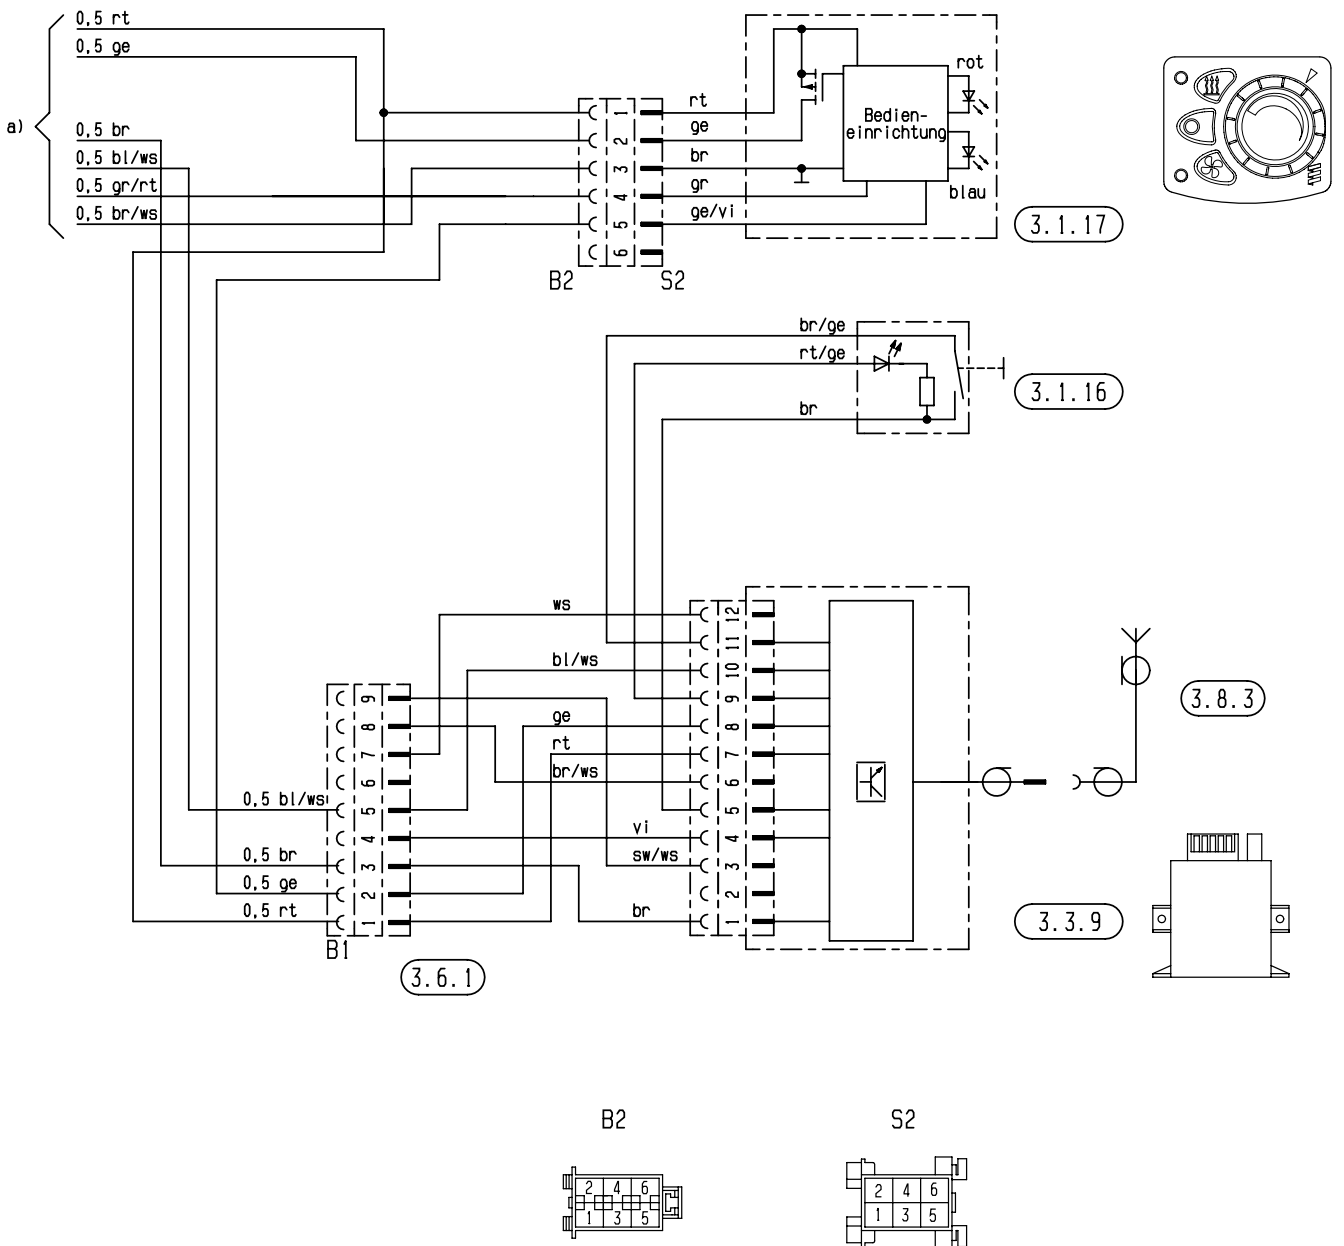 0,5 rt
0,5 ge
a)
0,5 br
0,5 bl/ws
0,5 gr/rt
0,5 br/ws
1
2
3
4
5
6
B2
S2
rt
ge
br
gr
ge/vi
Bedien-
einrichtung
rot
blau
3.1.17
br/ge
rt/ge
br
3.1.16
ws
bl/ws
ge
rt
br/ws
vi
sw/ws
br
12
11
10
9
8
7
6
5
4
3
2
1
9
8
7
6
5
4
3
2
1
0,5 bl/ws
0,5 br
0,5 ge
0,5 rt
B1
3.6.1
3.8.3
3.3.9
B2
S2
2 4 6
1 3 5
2 4 6
1 3 5